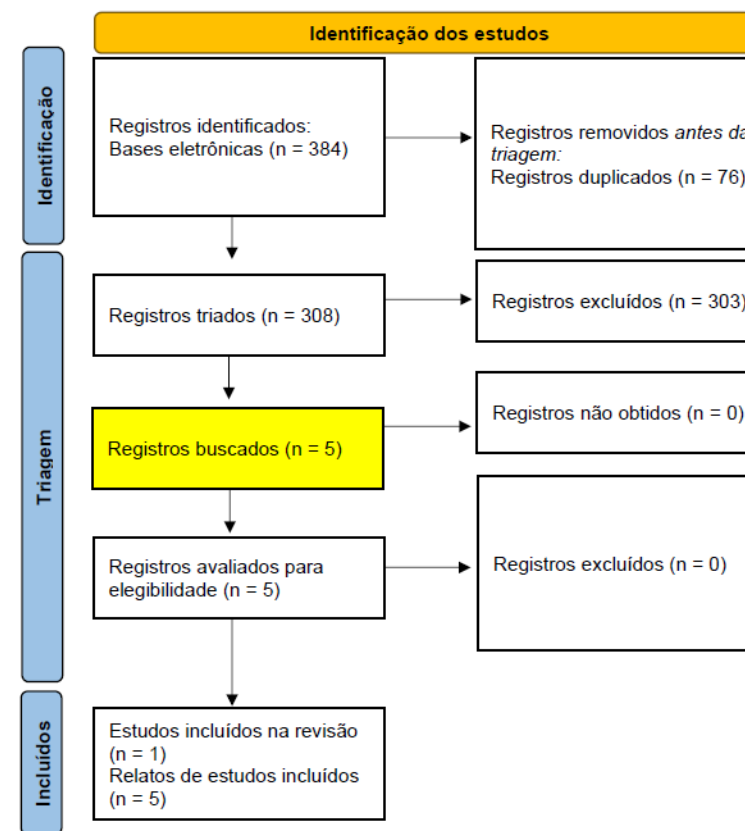 Identificação dos estudos
Identificação
Registros identificados:
Bases eletrônicas (n = 384)
Registros removidos antes da
triagem:
Registros duplicados (n = 76)
Triagem
Registros triados (n = 308)
Registros excluídos (n = 303)
Registros buscados (n = 5)
Registros não obtidos (n = 0)
Registros avaliados para
elegibilidade (n = 5)
Registros excluídos (n = 0)
Incluídos
Estudos incluídos na revisão
(n = 1)
Relatos de estudos incluídos
(n = 5)